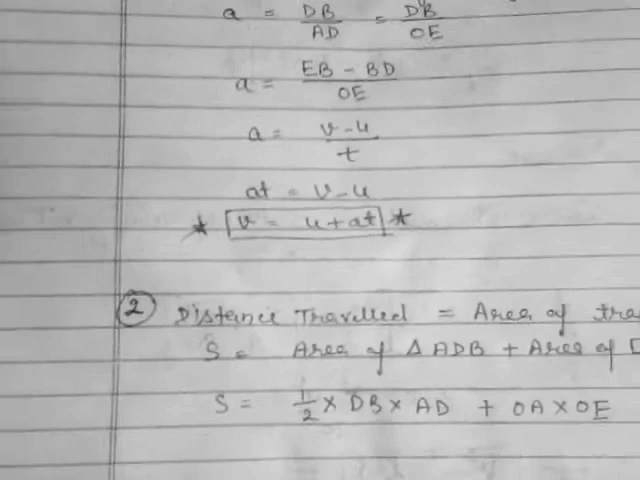 a = DB/AD = DB/OE
a = EB - BD/OE
a = v-u/t
at = v-u
* v = u+at *
2 Distance Travelled = Area of
S = Area of Δ ADB + Area of
S = 1/2 × DB × AD + OA × OE